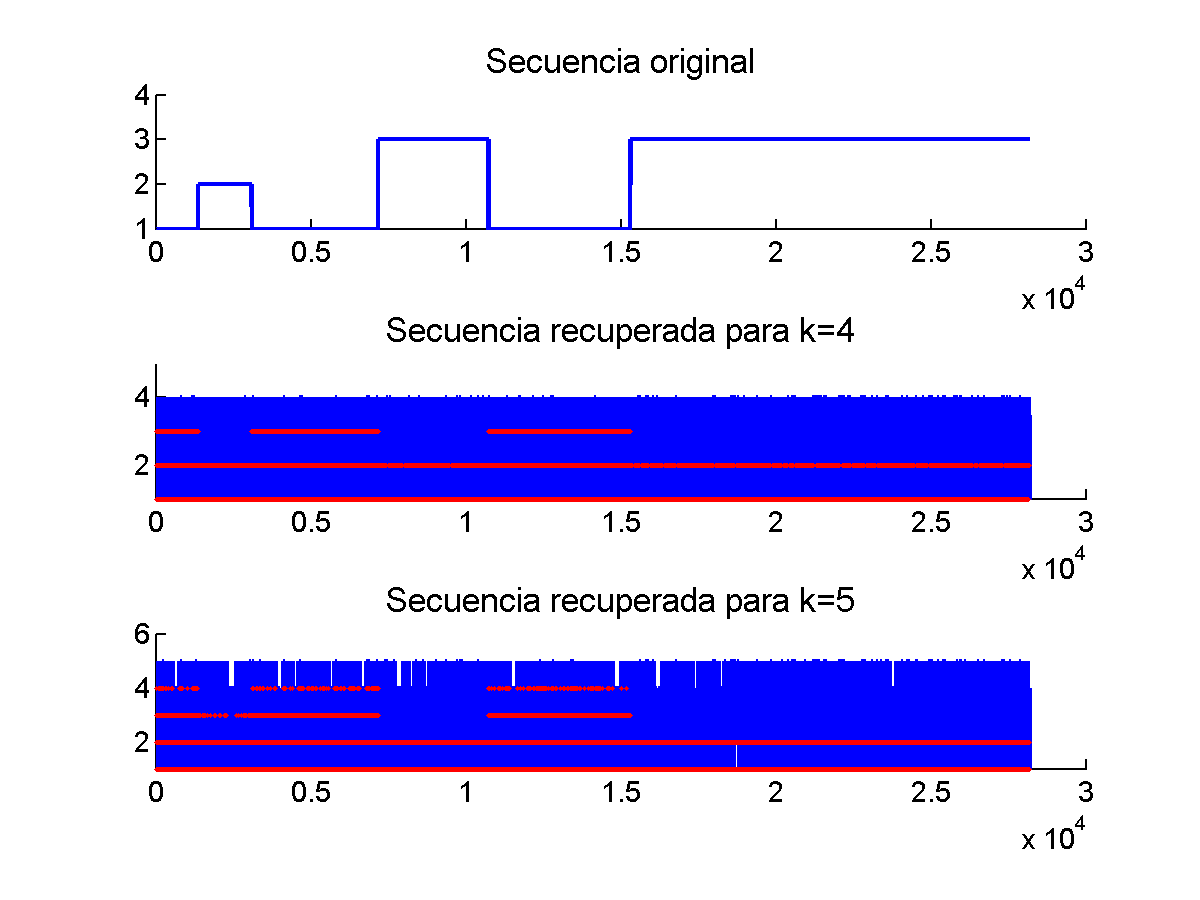 Secuencia original
4
3
2
1
0 0.5 1 1.5 2 2.5 3
x 10^4
Secuencia recuperada para k=4
4
2
0 0.5 1 1.5 2 2.5 3
x 10^4
Secuencia recuperada para k=5
6
4
2
0 0.5 1 1.5 2 2.5 3
x 10^4